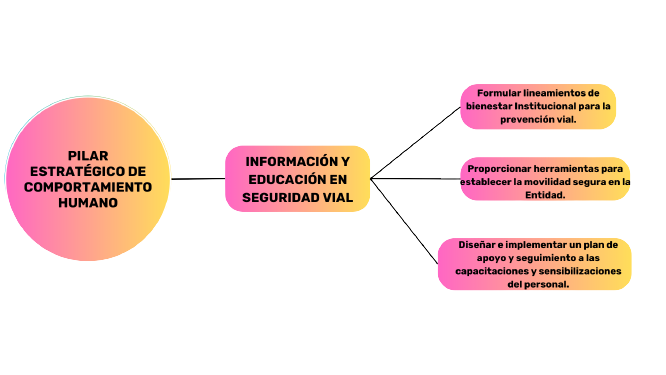 PILAR
ESTRATÉGICO DE
COMPORTAMIENTO
HUMANO
INFORMACIÓN Y
EDUCACIÓN EN
SEGURIDAD VIAL
Formular lineamientos de
bienestar Institucional para la
prevención vial.
Proporcionar herramientas para
establecer la movilidad segura en la
Entidad.
Diseñar e implementar un plan de
apoyo y seguimiento a las
capacitaciones y sensibilizaciones
del personal.